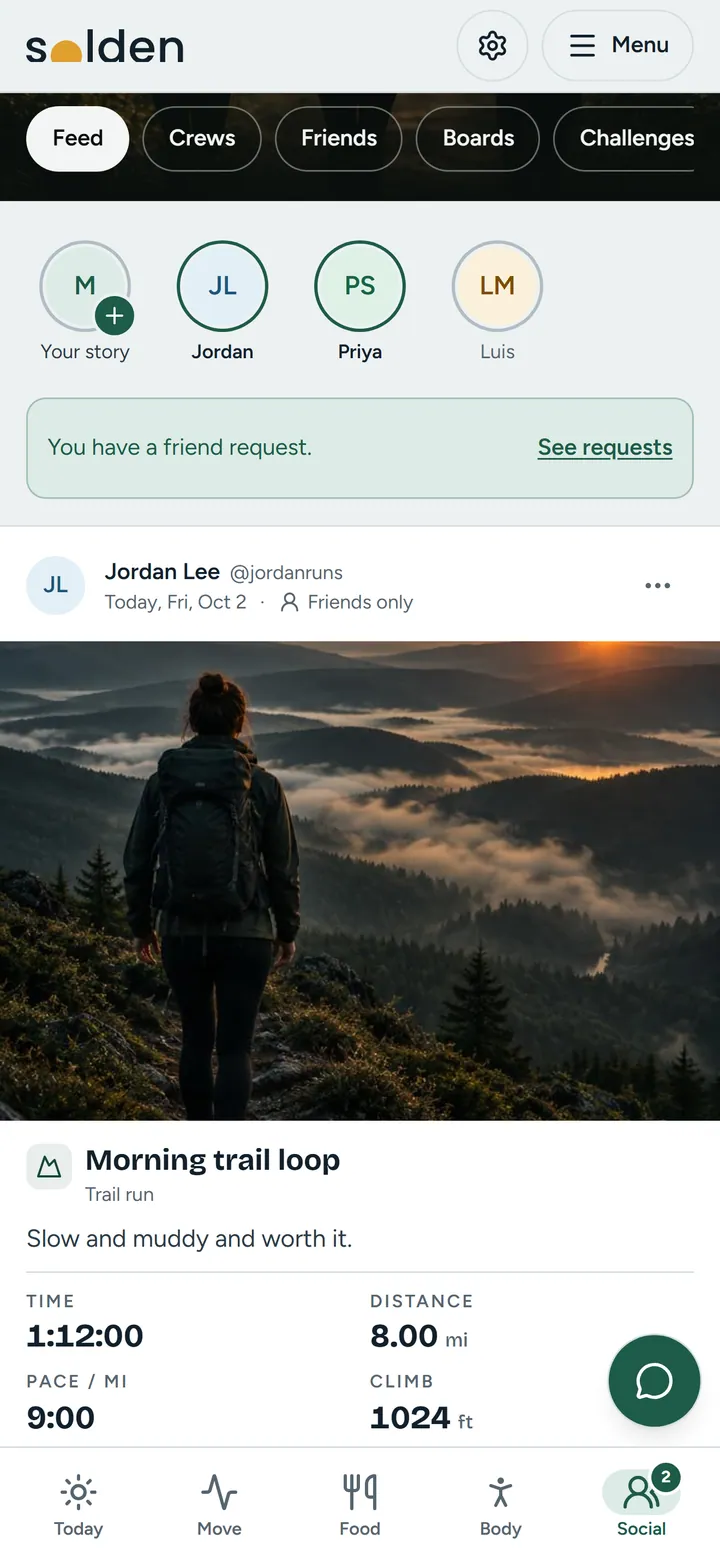 solden
Menu
Feed Crews Friends Boards Challenges
M JL PS LM
Your story Jordan Priya Luis
You have a friend request. See requests
JL
Jordan Lee @jordanruns
Today, Fri, Oct 2 · Friends only
Morning trail loop
Trail run
Slow and muddy and worth it.
TIME DISTANCE
1:12:00 8.00 mi
PACE / MI CLIMB
9:00 1024 ft
2
Today Move Food Body Social